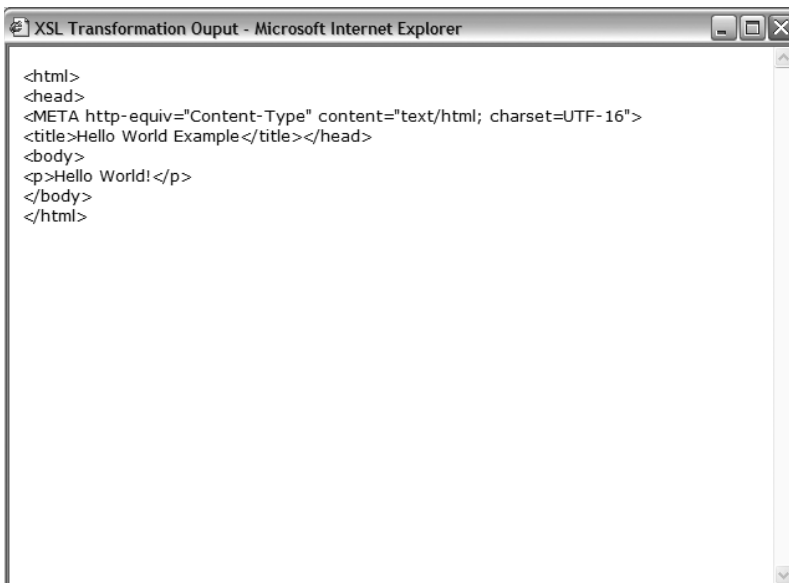 XSL Transformation Ouput - Microsoft Internet Explorer
<html>
<head>
<META http-equiv="Content-Type" content="text/html; charset=UTF-16">
<title>Hello World Example</title></head>
<body>
<p>Hello World!</p>
</body>
</html>